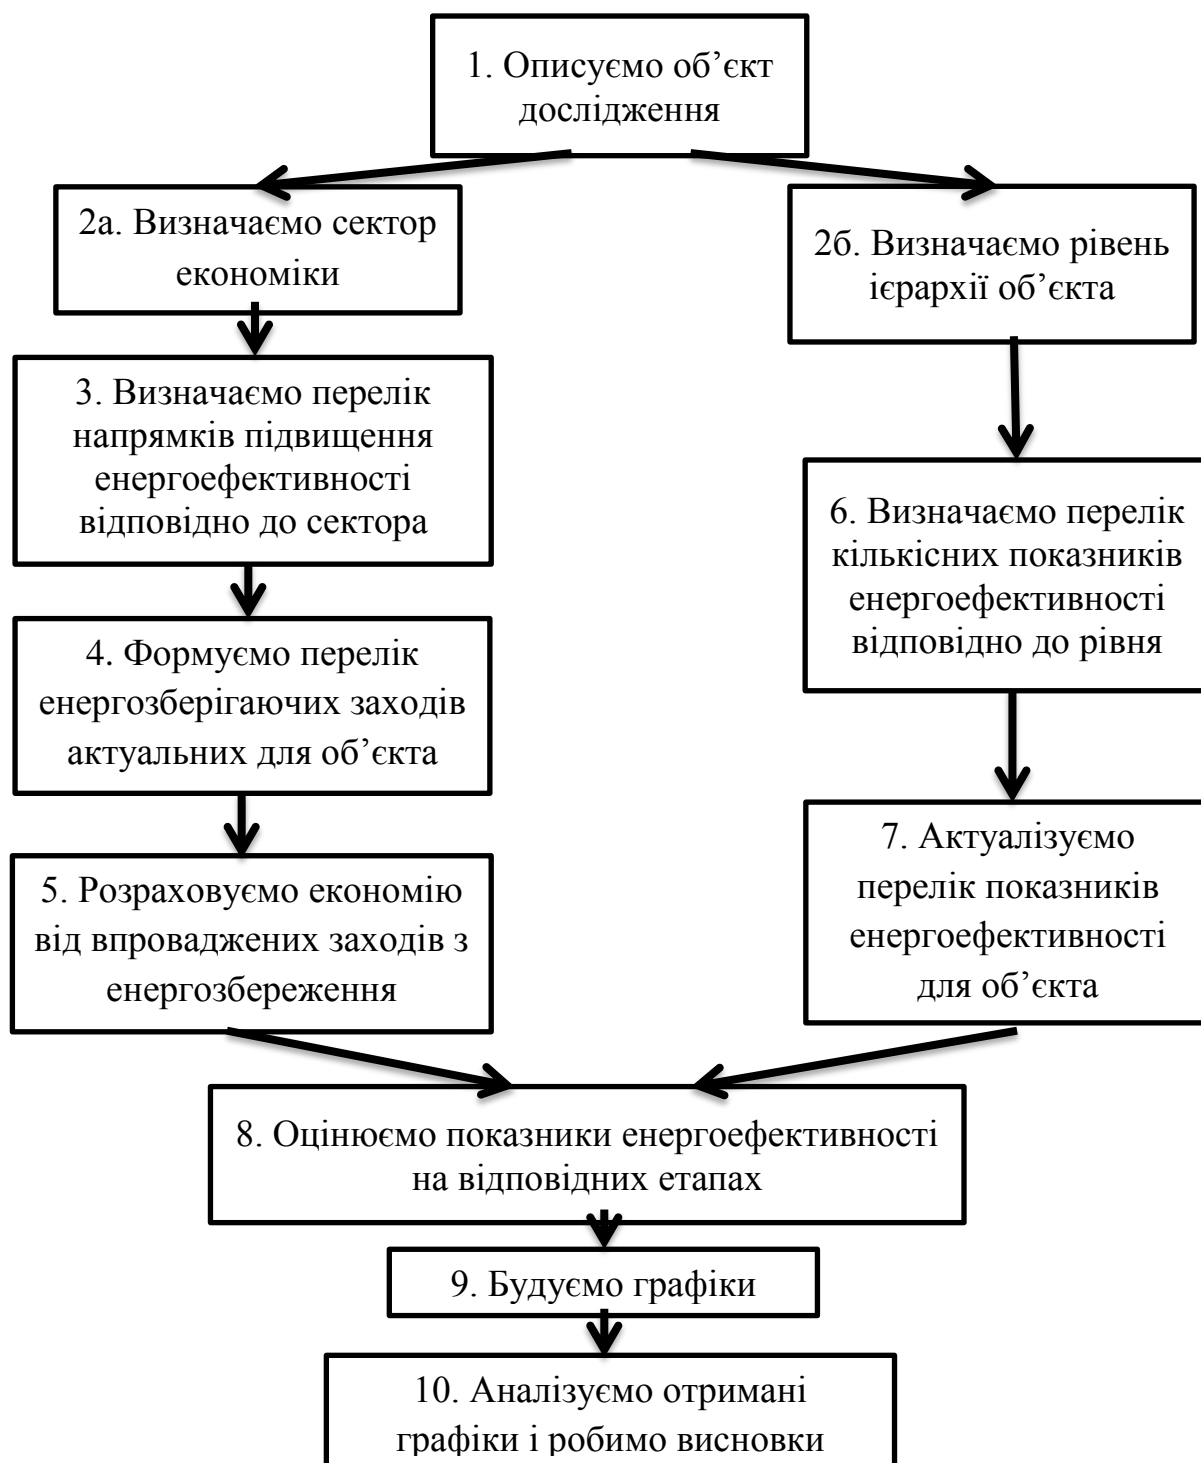 1. Описуємо об’єкт
дослідження
2а. Визначаємо сектор
економіки
2б. Визначаємо рівень
ієрархії об’єкта
3. Визначаємо перелік
напрямків підвищення
енергоефективності
відповідно до сектора
4. Формуємо перелік
енергозберігаючих заходів
актуальних для об’єкта
5. Розраховуємо економію
від впроваджених заходів з
енергозбереження
6. Визначаємо перелік
кількісних показників
енергоефективності
відповідно до рівня
7. Актуалізуємо
перелік показників
енергоефективності
для об’єкта
8. Оцінюємо показники енергоефективності
на відповідних етапах
9. Будуємо графіки
10. Аналізуємо отримані
графіки і робимо висновки